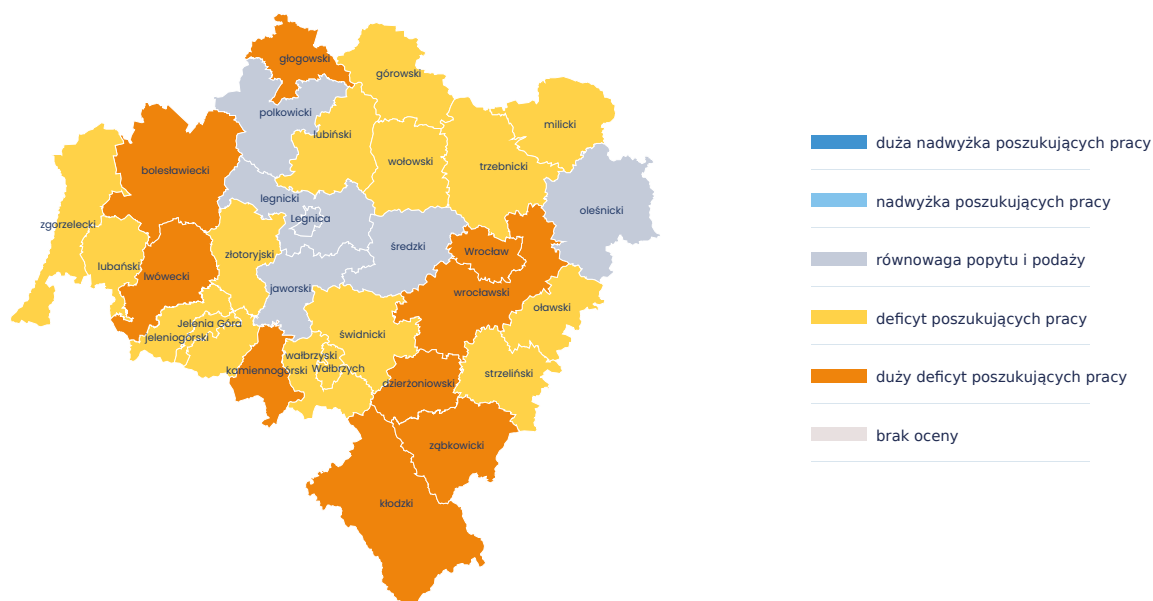 głogowski
górowski
polkowicki
lubiński
milicki
wołowski
trzebnicki
bolesławiecki
legnicki
oleśnicki
Legnica
zgorzelecki
średzki
Wrocław
złotoryjski
lubański
lwówecki
jaworski
wrocławski
oławski
Jelenia Góra
jeleniogórski
świdnicki
wałbrzyski
Wałbrzych
kamiennogórski
strzeliński
dzierżoniowski
ząbkowicki
kłodzki
duża nadwyżka poszukujących pracy
nadwyżka poszukujących pracy
równowaga popytu i podaży
deficyt poszukujących pracy
duży deficyt poszukujących pracy
brak oceny